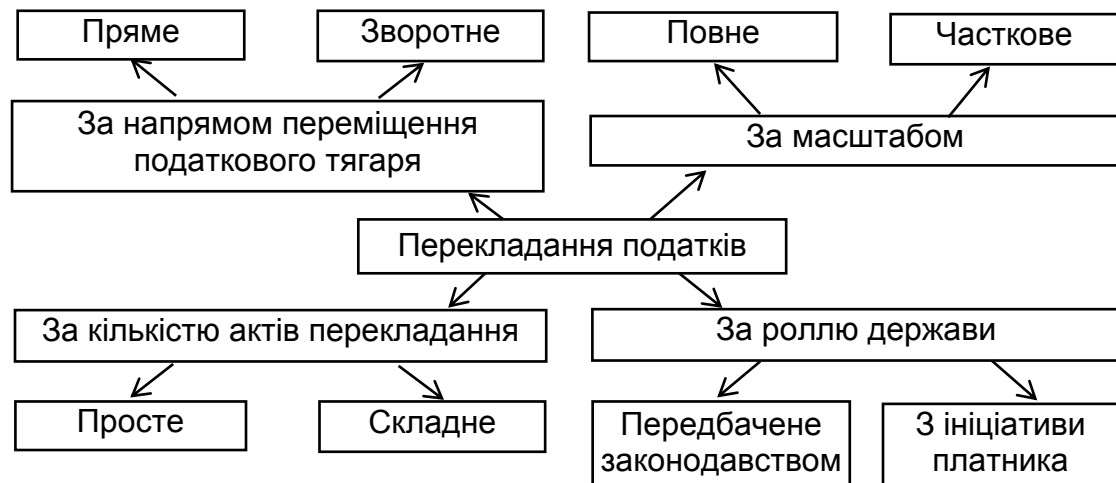 Пряме
Зворотне
Повне
Часткове
За напрямом переміщення
податкового тягаря
За масштабом
Перекладання податків
За кількістю актів перекладання
За роллю держави
Просте
Складне
Передбачене
законодавством
З ініціативи
платника